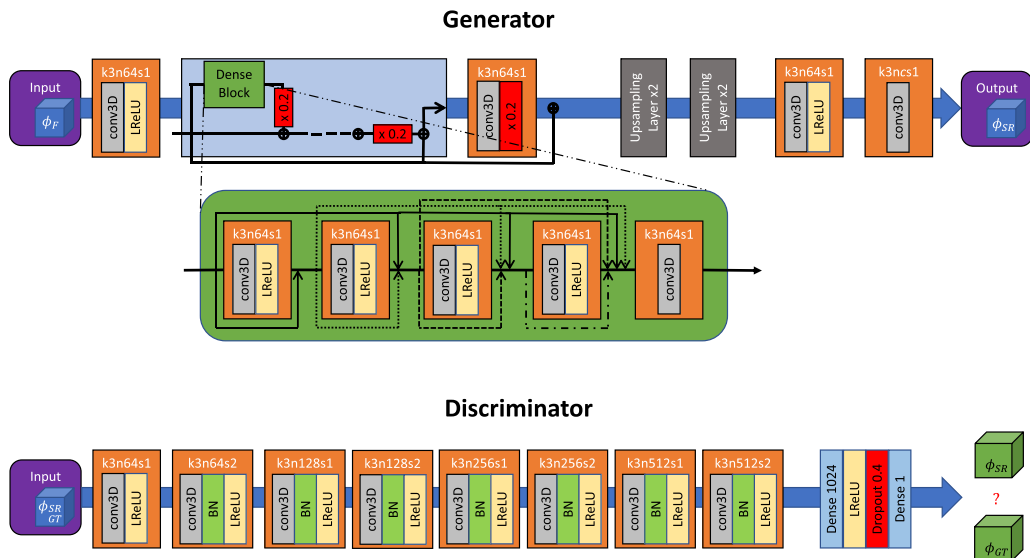 Generator
Input
ϕF
k3n64s1
conv3D
LReLU
Dense
Block
x 0.2
x 0.2
k3n64s1
conv3D
x 0.2
Upsampling
Layer x2
Upsampling
Layer x2
k3n64s1
conv3D
LReLU
k3ncs1
conv3D
Output
ϕSR
k3n64s1
conv3D
LReLU
k3n64s1
conv3D
LReLU
k3n64s1
conv3D
LReLU
k3n64s1
conv3D
LReLU
k3n64s1
conv3D
Discriminator
Input
ϕSR
GT
k3n64s1
conv3D
LReLU
k3n64s2
conv3D
BN
LReLU
k3n128s1
conv3D
BN
LReLU
k3n128s2
conv3D
BN
LReLU
k3n256s1
conv3D
BN
LReLU
k3n256s2
conv3D
BN
LReLU
k3n512s1
conv3D
BN
LReLU
k3n512s2
conv3D
BN
LReLU
Dense 1024
LReLU
Dropout 0.4
Dense 1
ϕSR
?
ϕGT